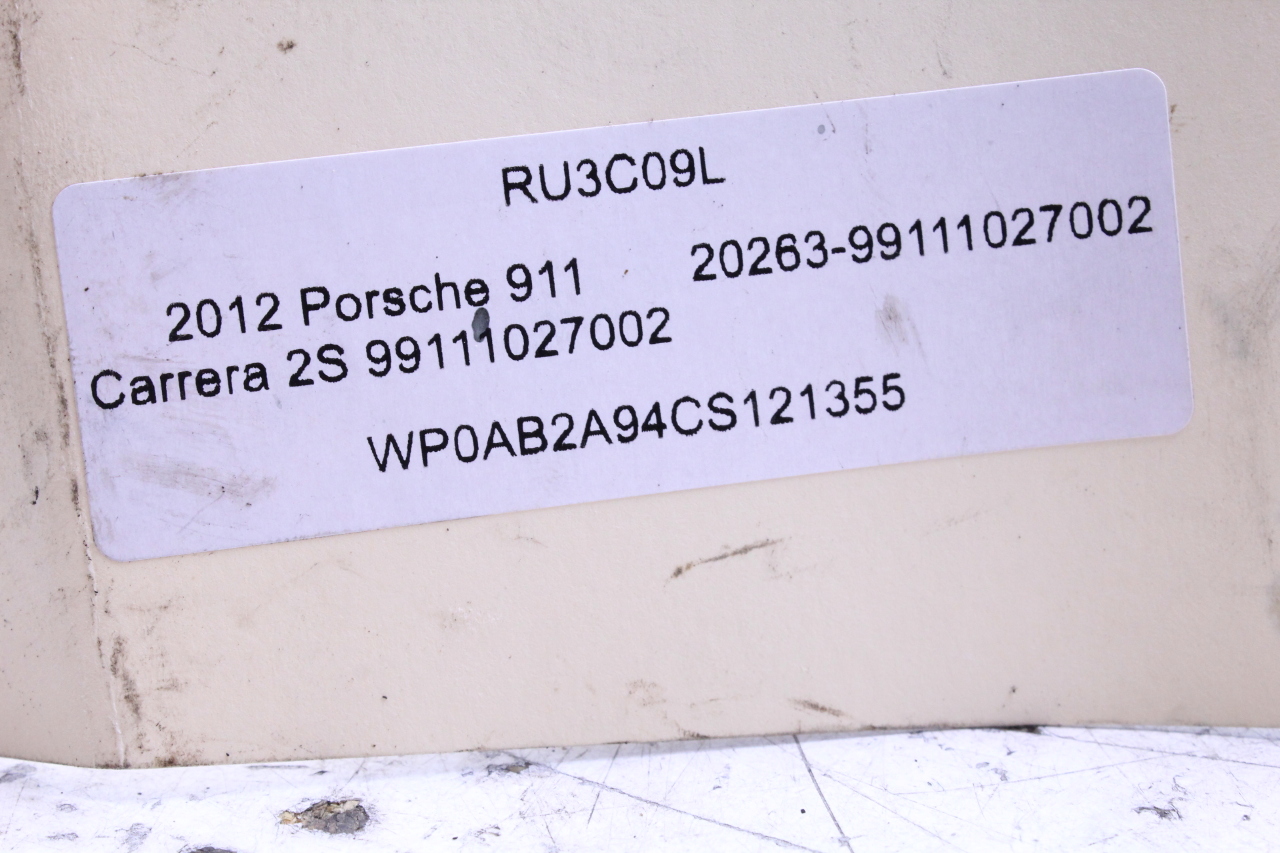 RU3C09L
2012 Porsche 911 20263-99111027002
Carrera 2S 99111027002
WP0AB2A94CS121355